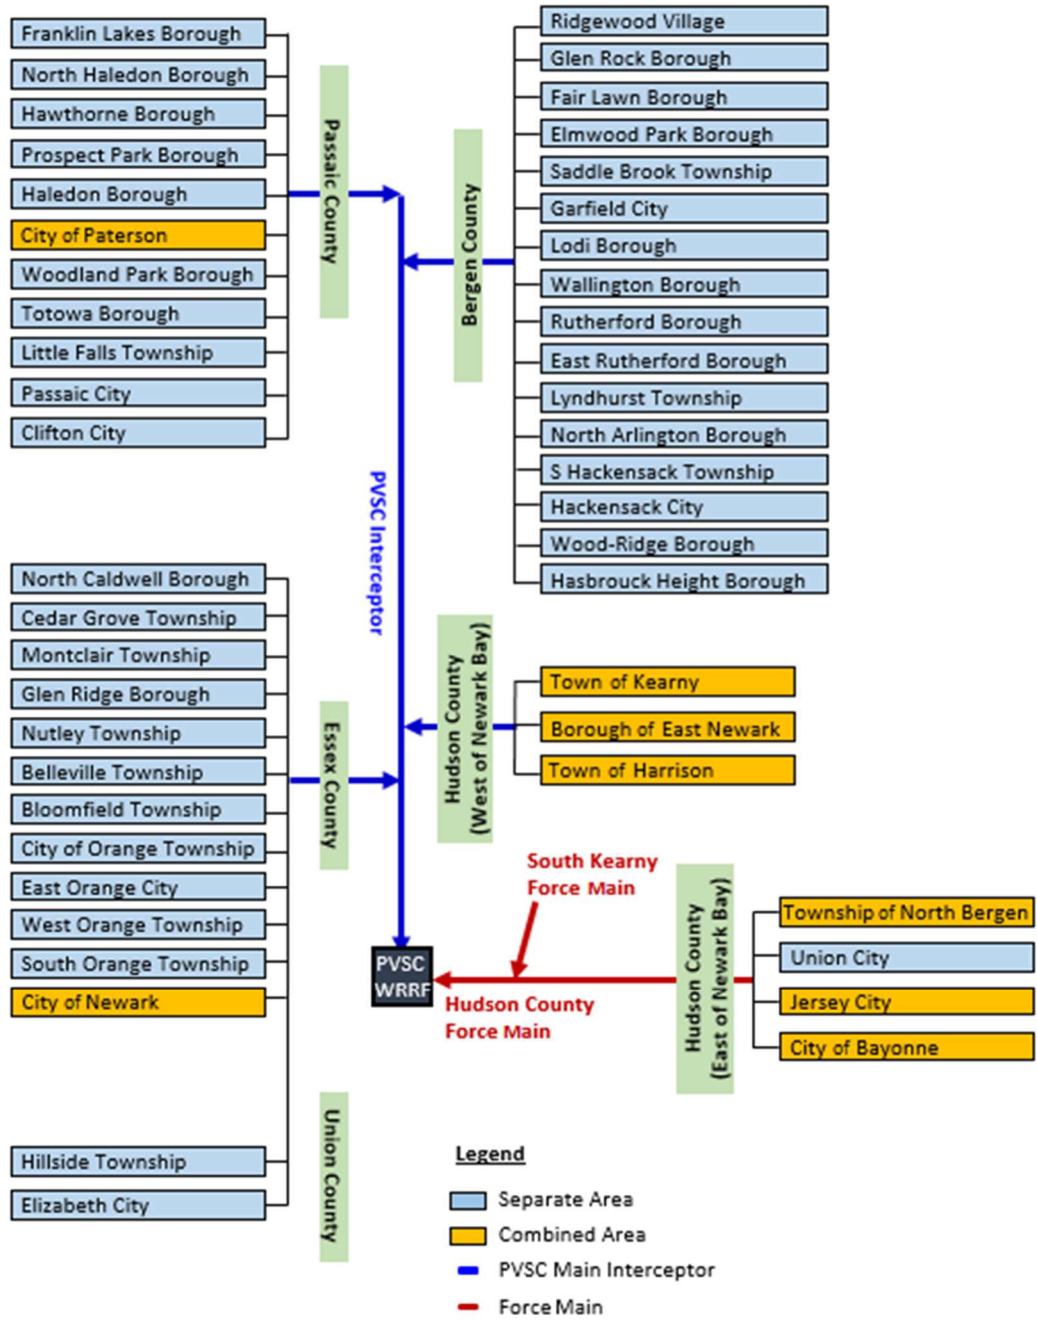 Franklin Lakes Borough
North Haledon Borough
Hawthorne Borough
Prospect Park Borough
Haledon Borough
City of Paterson
Woodland Park Borough
Totowa Borough
Little Falls Township
Passaic City
Clifton City
Passaic County
Ridgewood Village
Glen Rock Borough
Fair Lawn Borough
Elmwood Park Borough
Saddle Brook Township
Garfield City
Lodi Borough
Wallington Borough
Rutherford Borough
East Rutherford Borough
Lyndhurst Township
North Arlington Borough
S Hackensack Township
Hackensack City
Wood-Ridge Borough
Hasbrouck Height Borough
Bergen County
PVSC Interceptor
North Caldwell Borough
Cedar Grove Township
Montclair Township
Glen Ridge Borough
Nutley Township
Belleville Township
Bloomfield Township
City of Orange Township
East Orange City
West Orange Township
South Orange Township
City of Newark
Essex County
Hudson County
(West of Newark Bay)
Town of Kearny
Borough of East Newark
Town of Harrison
South Kearny
Force Main
PVSC
WRRF
Hudson County
Force Main
Hudson County
(East of Newark Bay)
Township of North Bergen
Union City
Jersey City
City of Bayonne
Hillside Township
Elizabeth City
Union County
Legend
Separate Area
Combined Area
PVSC Main Interceptor
Force Main